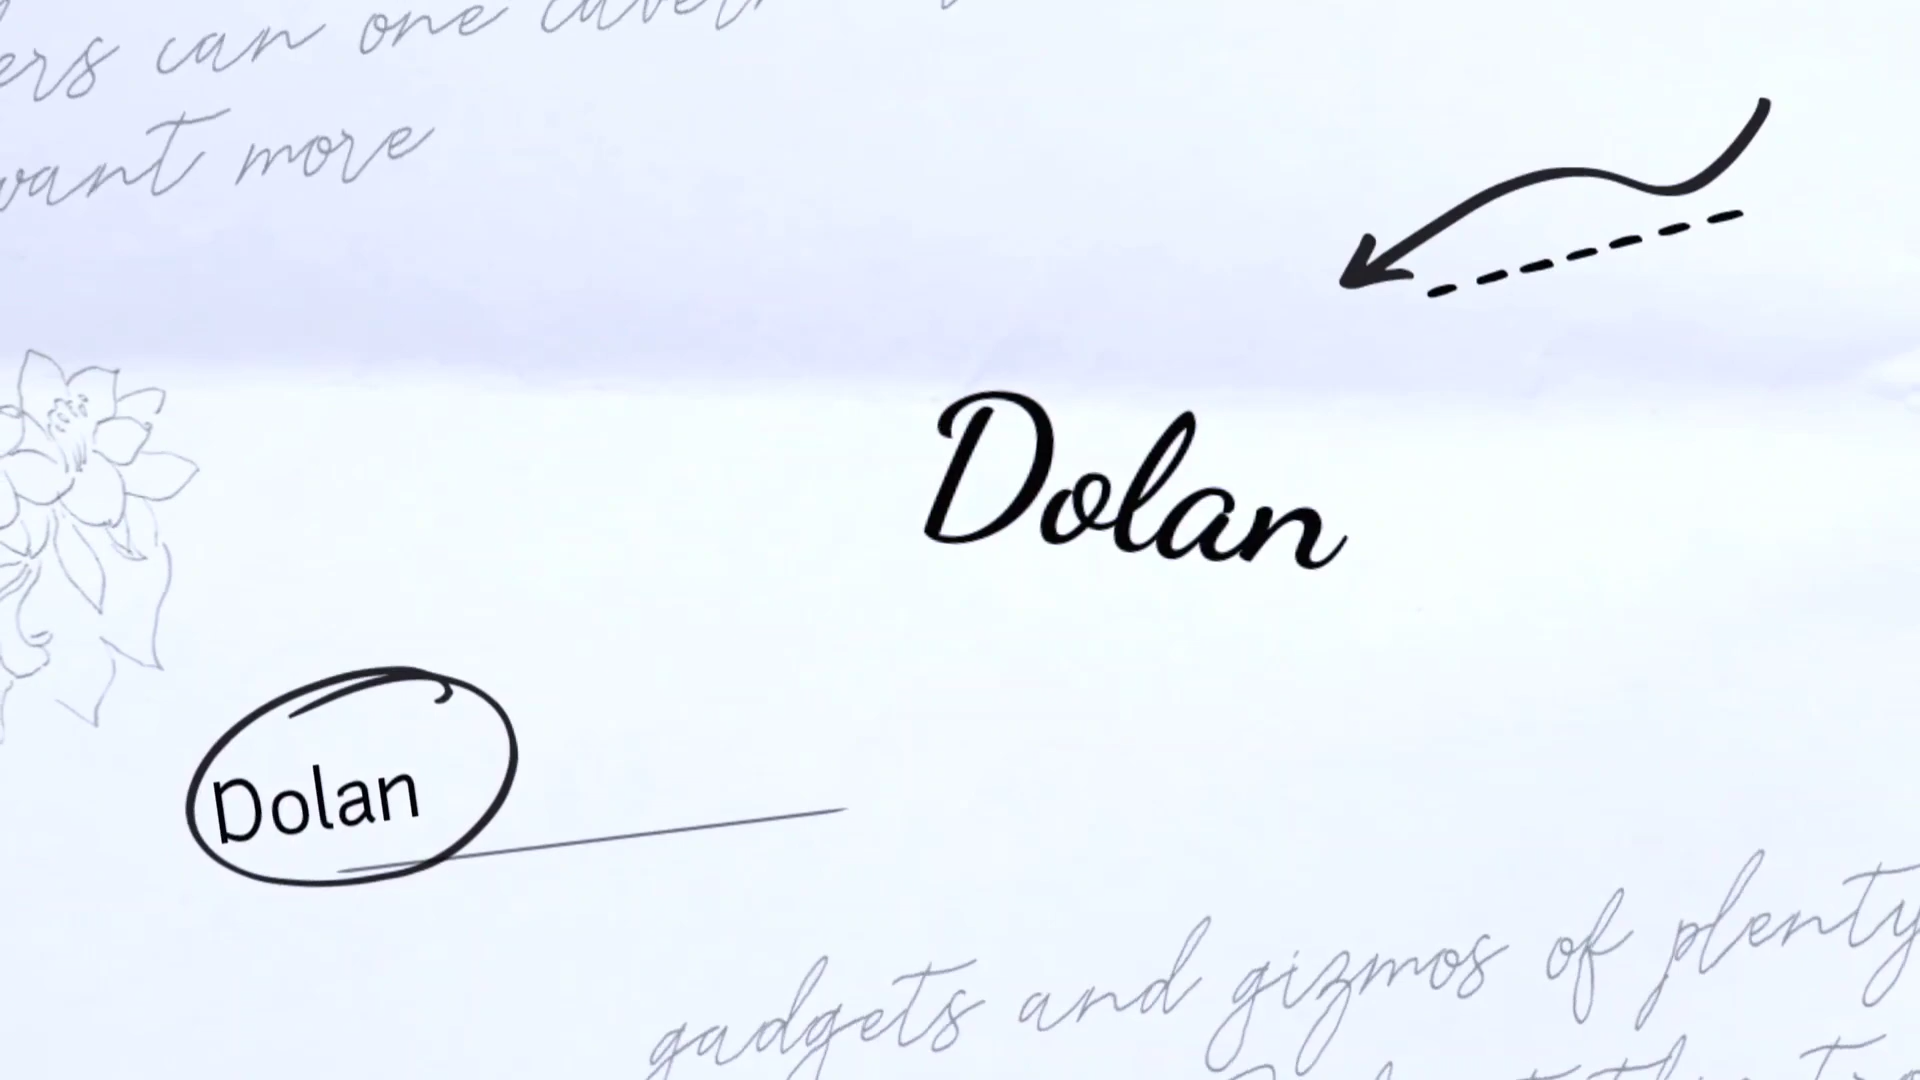 ers can one
want more
Dolan
Dolan
gadgets and gizmos of plenty